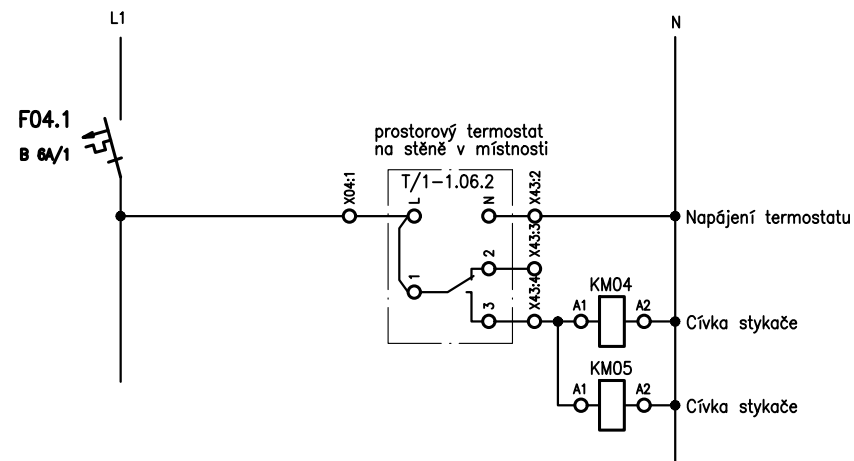 L1
N
F04.1
B 6A/1
prostorový termostat
na stěně v místnosti
T/1-1.06.2
X04:1
L
N
X43:2
Napájení termostatu
X43:3
2
1
X43:4
3
KM04
A1
A2
Cívka stykače
KM05
A1
A2
Cívka stykače